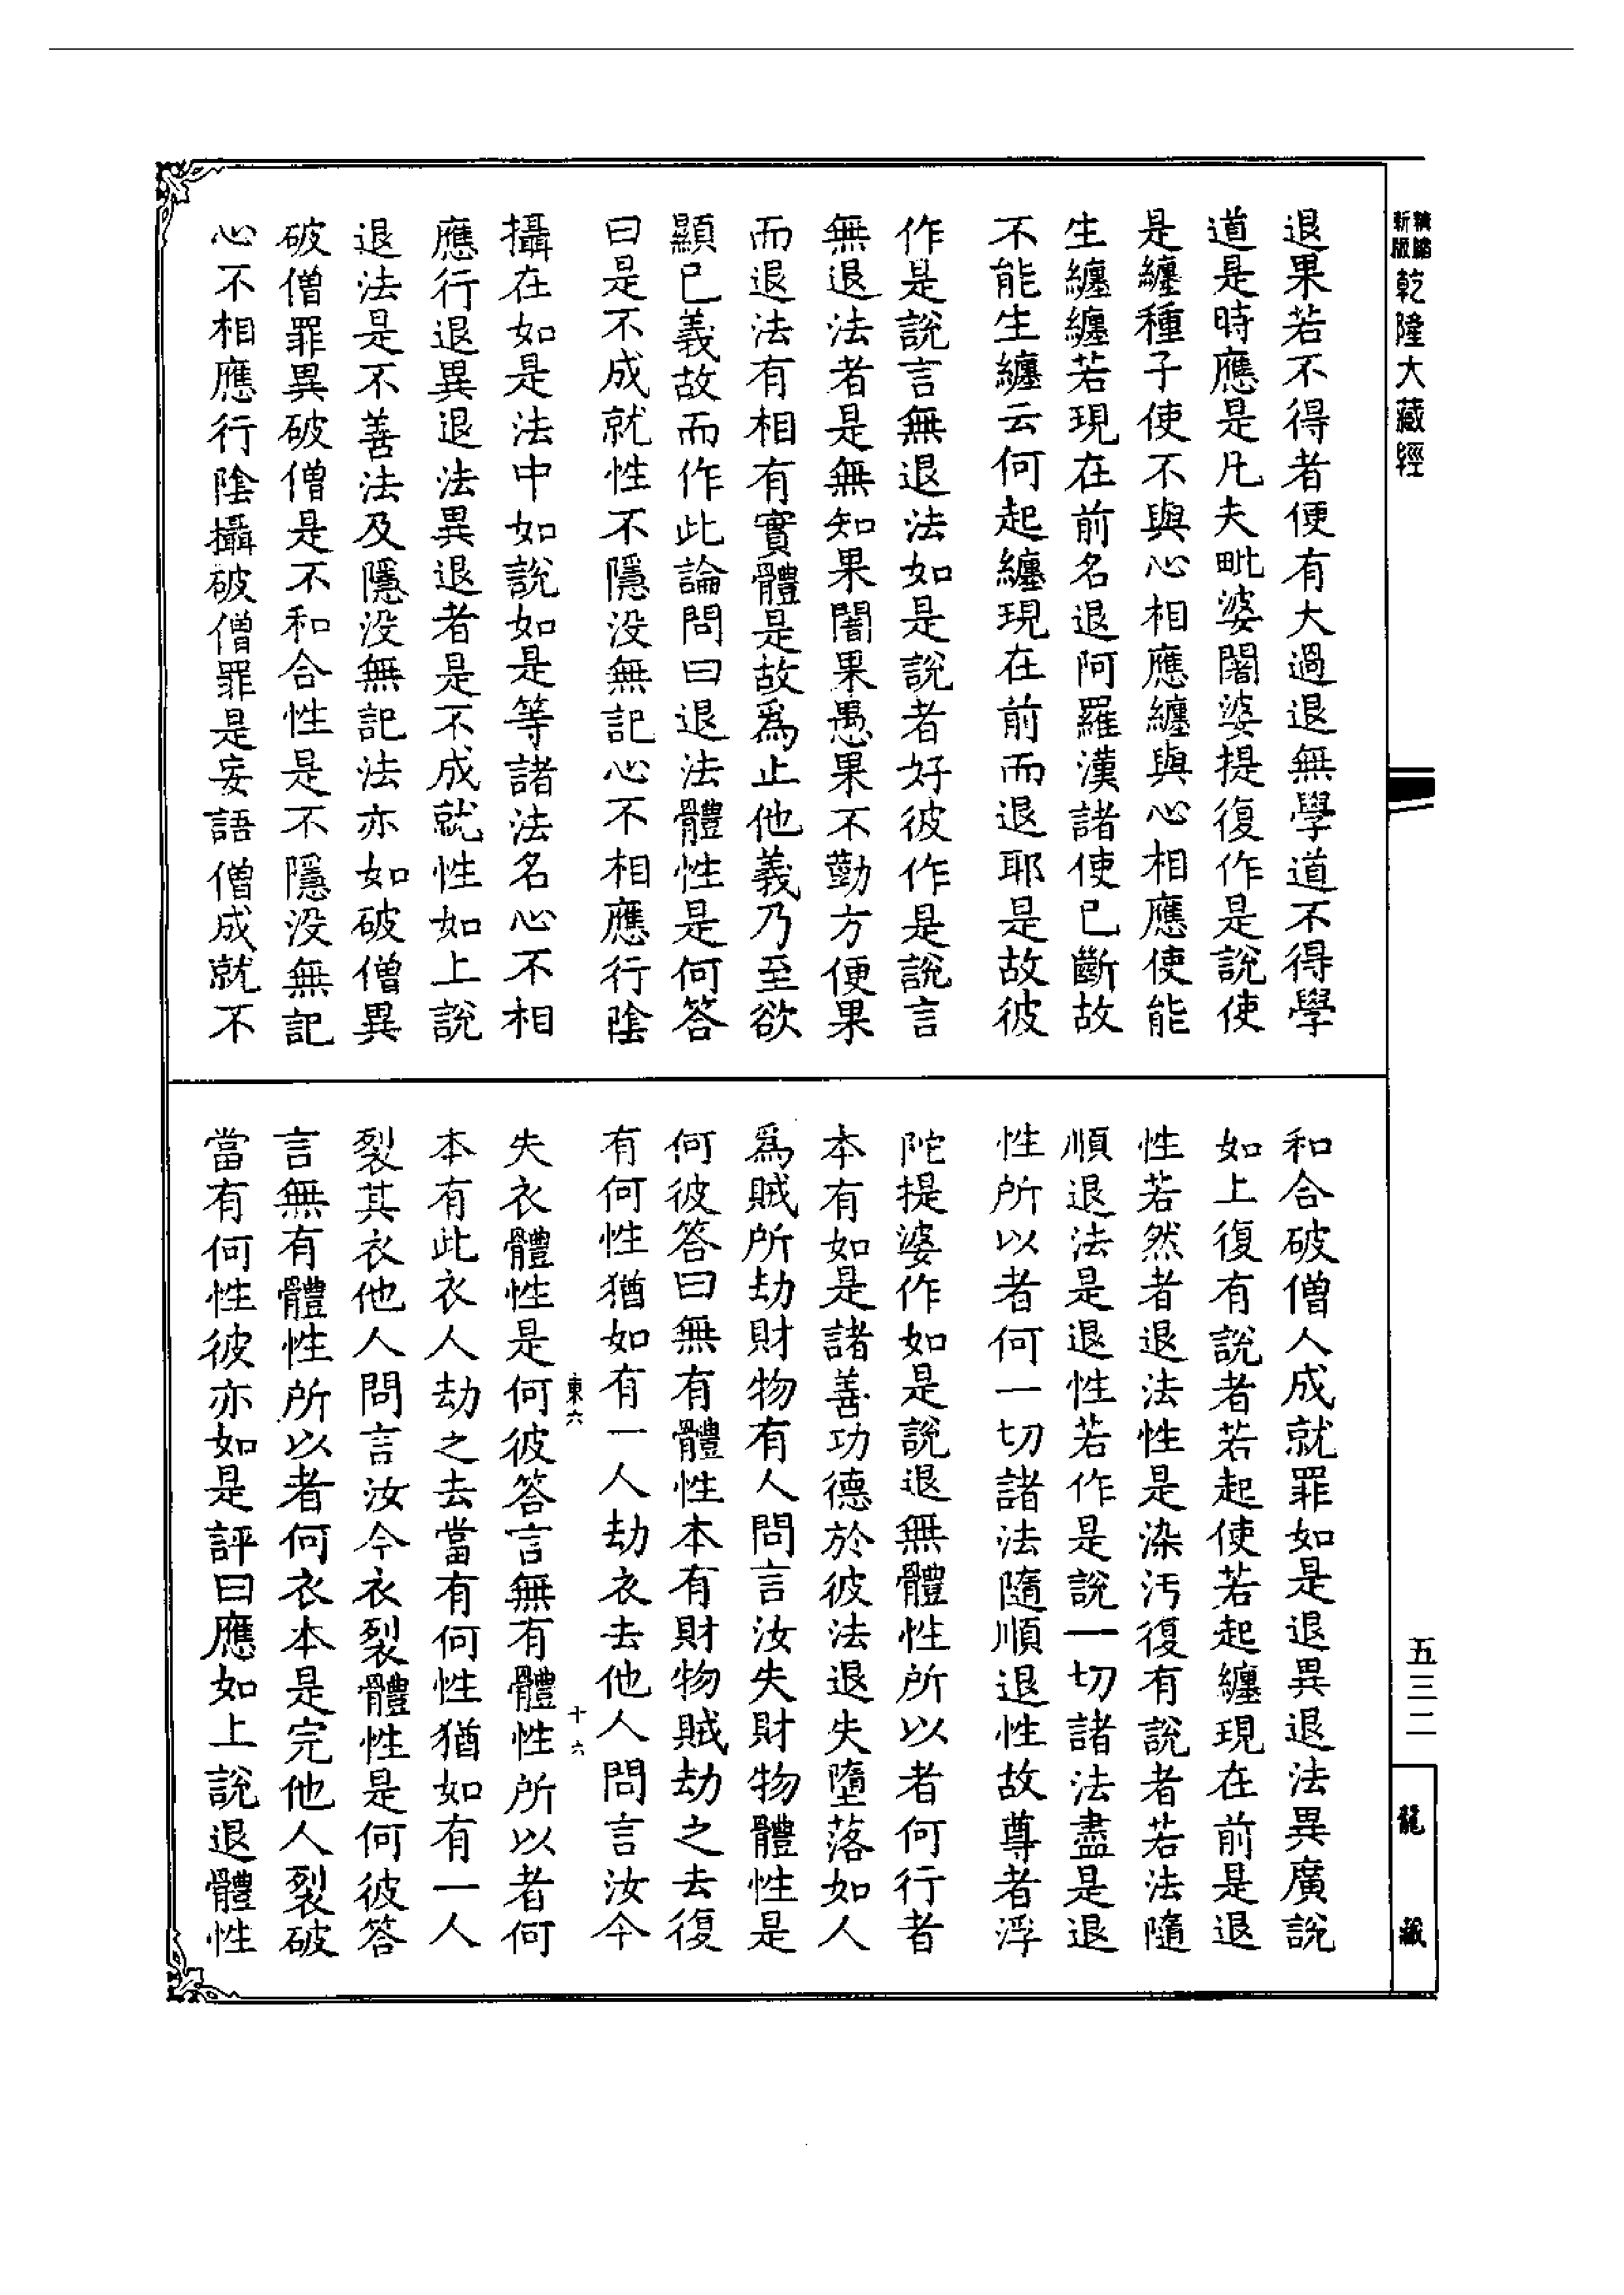 精縮新版乾隆大藏經
退果若不得者便有大過退無學道不得學
道是時應是凡夫毗婆闍婆提復作是說使
是纏種子使不與心相應纏與心相應使能
生纏纏若現在前名退阿羅漢諸使已斷故
不能生纏云何起纏現在前而退耶是故彼
作是說言無退法如是說者好彼作是說言
無退法者是無知果闇果愚果不勤方便果
而退法有相有實體是故為止他義乃至欲
顯已義故而作此論問曰退法體性是何答
曰是不成就性不隱没無記心不相應行陰
攝在如是法中如說如是等諸法名心不相
應行退異退法異退者是不成就性如上說
退法是不善法及隱没無記法亦如破僧異
破僧罪異破僧是不和合性是不隱没無記
心不相應行陰攝破僧罪是妄語僧成就不
和合破僧人成就罪如是退異退法異廣說
如上復有說者若起使若起纏現在前是退
性若然者退法性是染汚復有說者若法隨
順退法是退性若作是說一切諸法盡是退
性所以者何一切諸法隨順退性故尊者浮
陀提婆作如是說退無體性所以者何行者
本有如是諸善功德於彼法退失墮落如人
為賊所劫財物有人問言汝失財物體性是
何彼答曰無有體性本有財物賊劫之去復
有何性猶如有一人劫衣去他人問言汝今
東六 十六
失衣體性是何彼答言無有體性所以者何
本有此衣人劫之去當有何性猶如有一人
裂其衣他人問言汝今衣裂體性是何彼答
言無有體性所以者何衣本是完他人裂破
當有何性彼亦如是評曰應如上說退體性
五三二
龍藏